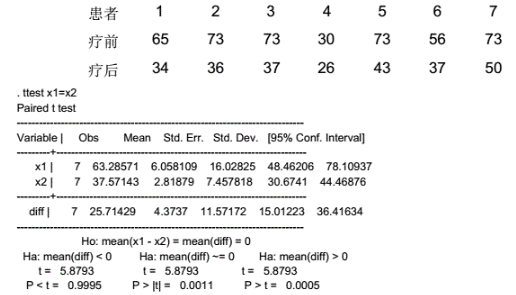 患者 1 2 3 4 5 6 7
疗前 65 73 73 30 73 56 73
疗后 34 36 37 26 43 37 50
. ttest x1=x2
Paired t test
------------------------------------------------------------------------------
Variable | Obs Mean Std. Err. Std. Dev. [95% Conf. Interval]
---------+--------------------------------------------------------------------
x1 | 7 63.28571 6.058109 16.02825 48.46206 78.10937
x2 | 7 37.57143 2.81879 7.457818 30.6741 44.46876
---------+--------------------------------------------------------------------
diff | 7 25.71429 4.3737 11.57172 15.01223 36.41634
------------------------------------------------------------------------------
Ho: mean(x1 - x2) = mean(diff) = 0
Ha: mean(diff) < 0 Ha: mean(diff) ~= 0 Ha: mean(diff) > 0
t = 5.8793 t = 5.8793 t = 5.8793
P < t = 0.9995 P > |t| = 0.0011 P > t = 0.0005